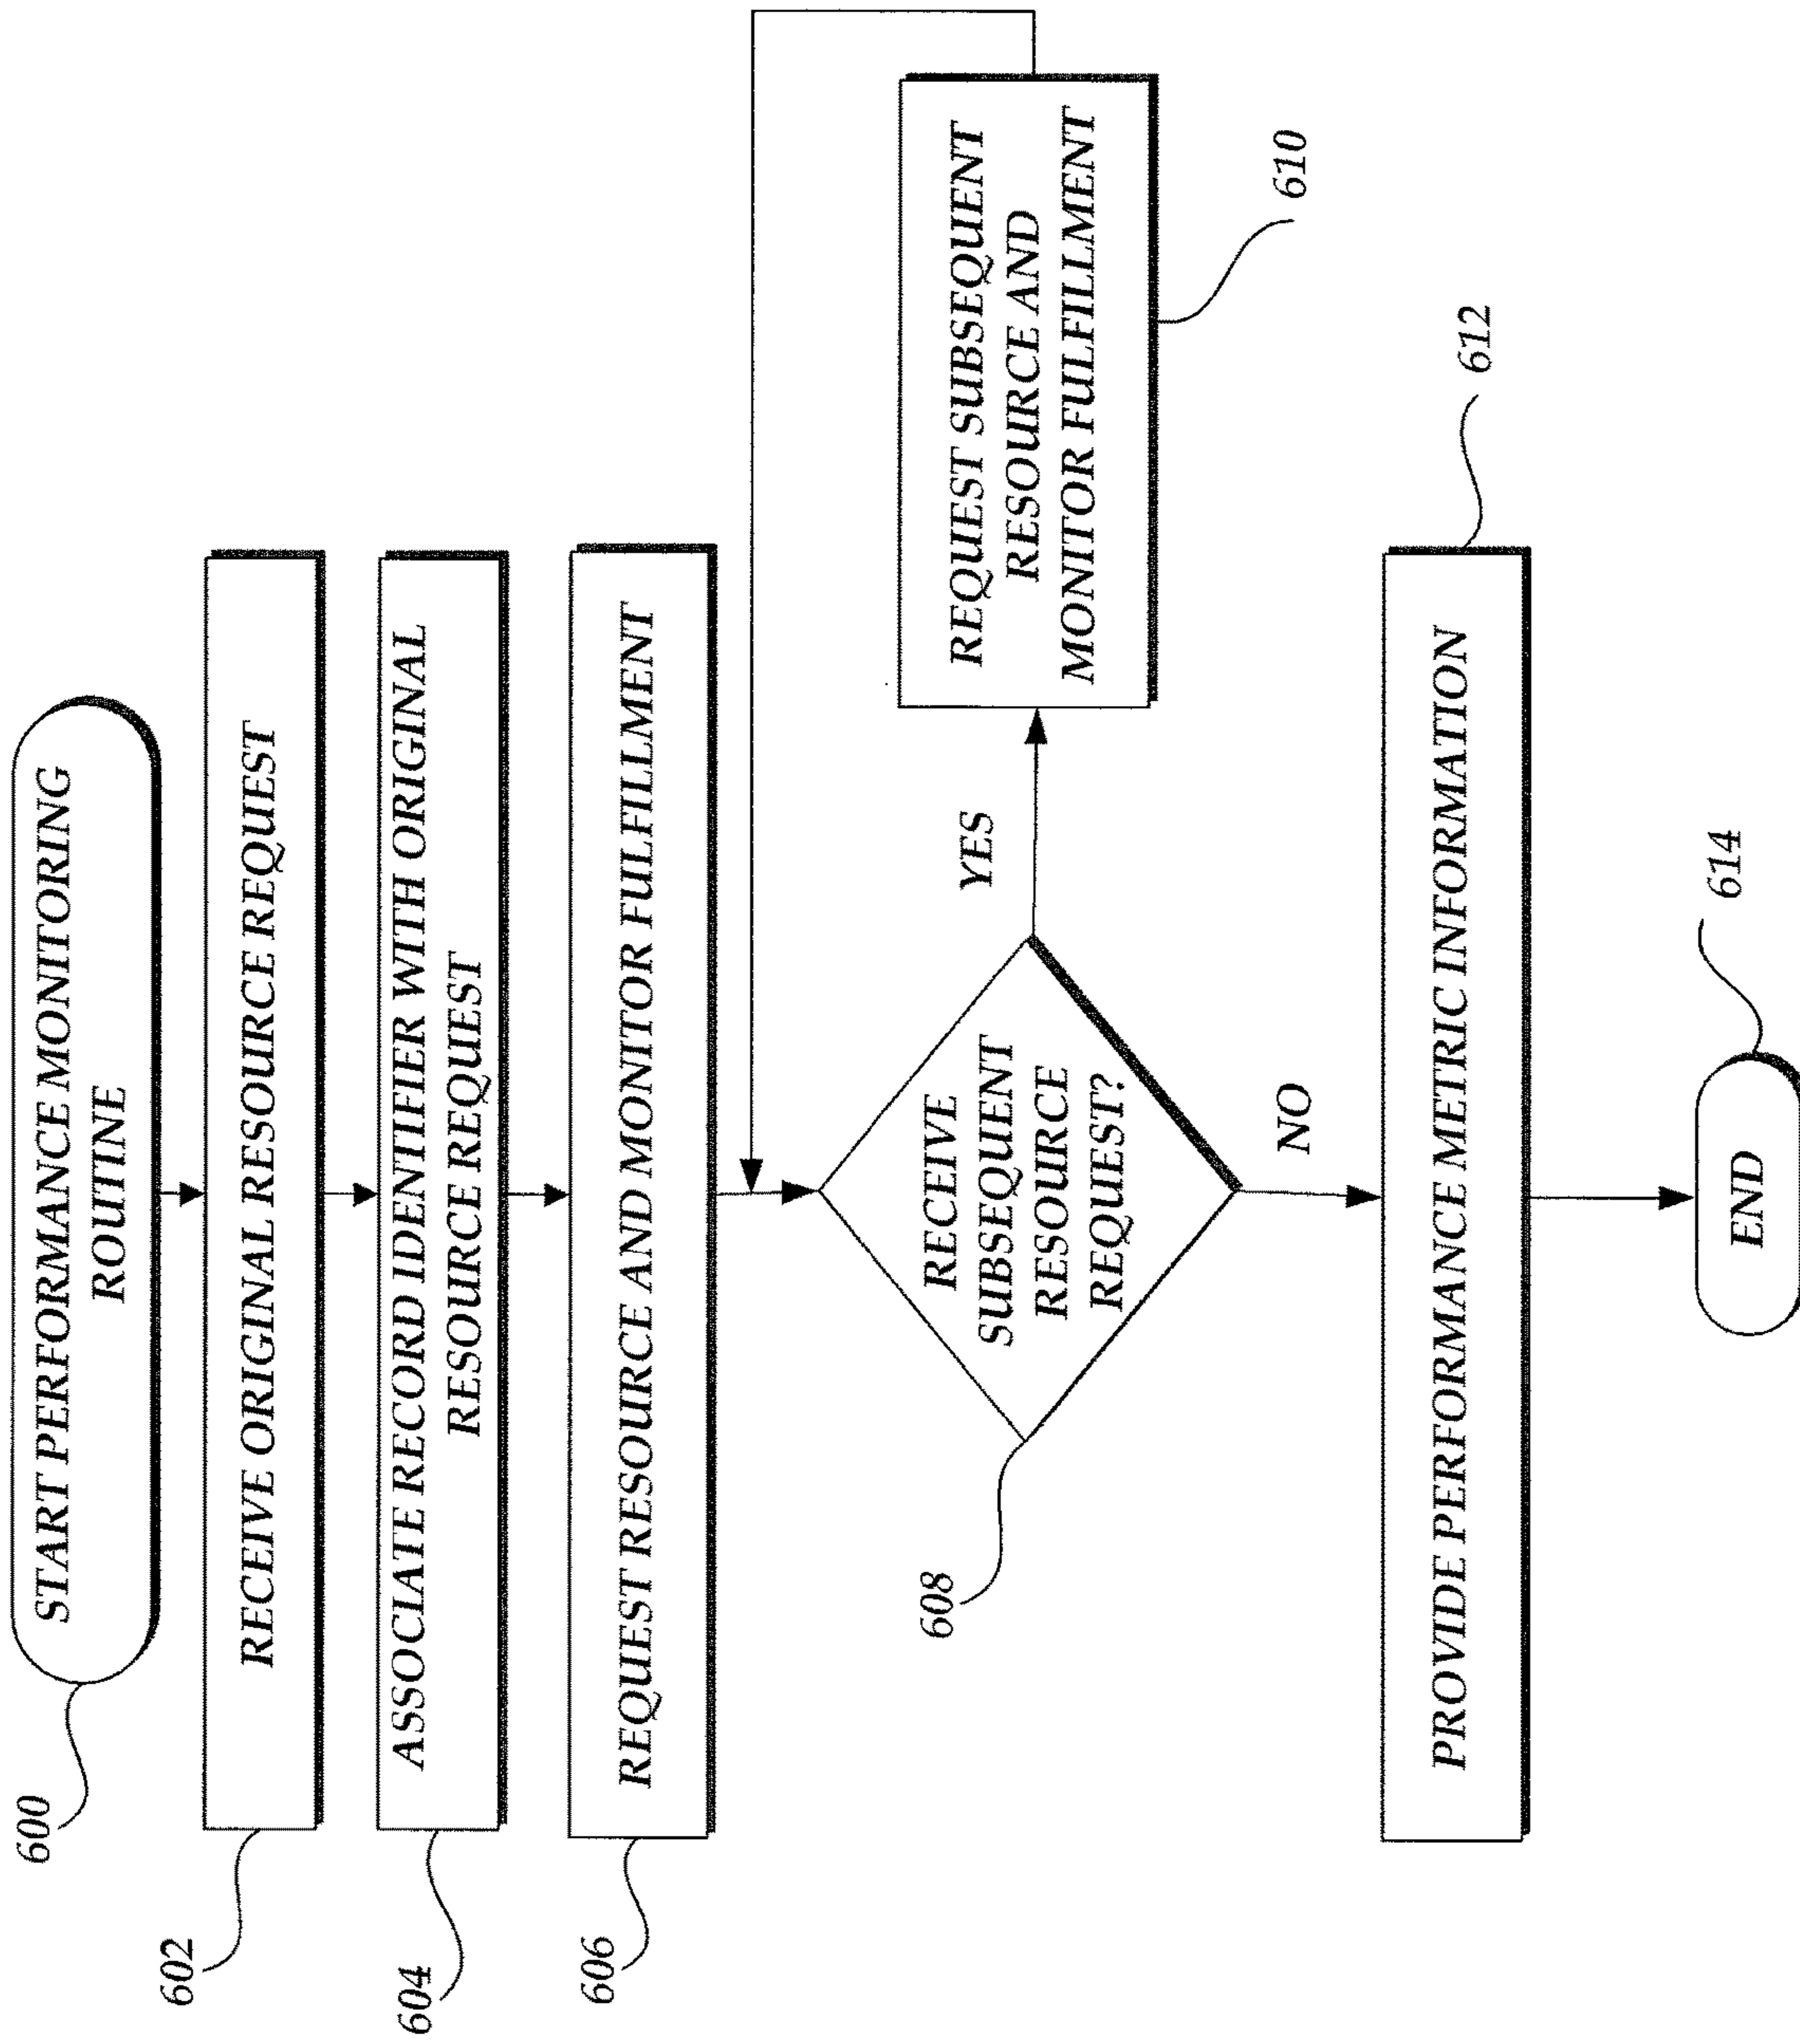 600
START PERFORMANCE MONITORING
ROUTINE
602
RECEIVE ORIGINAL RESOURCE REQUEST
604
ASSOCIATE RECORD IDENTIFIER WITH ORIGINAL
RESOURCE REQUEST
606
REQUEST RESOURCE AND MONITOR FULFILLMENT
608
RECEIVE
SUBSEQUENT
RESOURCE
REQUEST?
YES
REQUEST SUBSEQUENT
RESOURCE AND
MONITOR FULFILLMENT
610
NO
PROVIDE PERFORMANCE METRIC INFORMATION
612
END
614